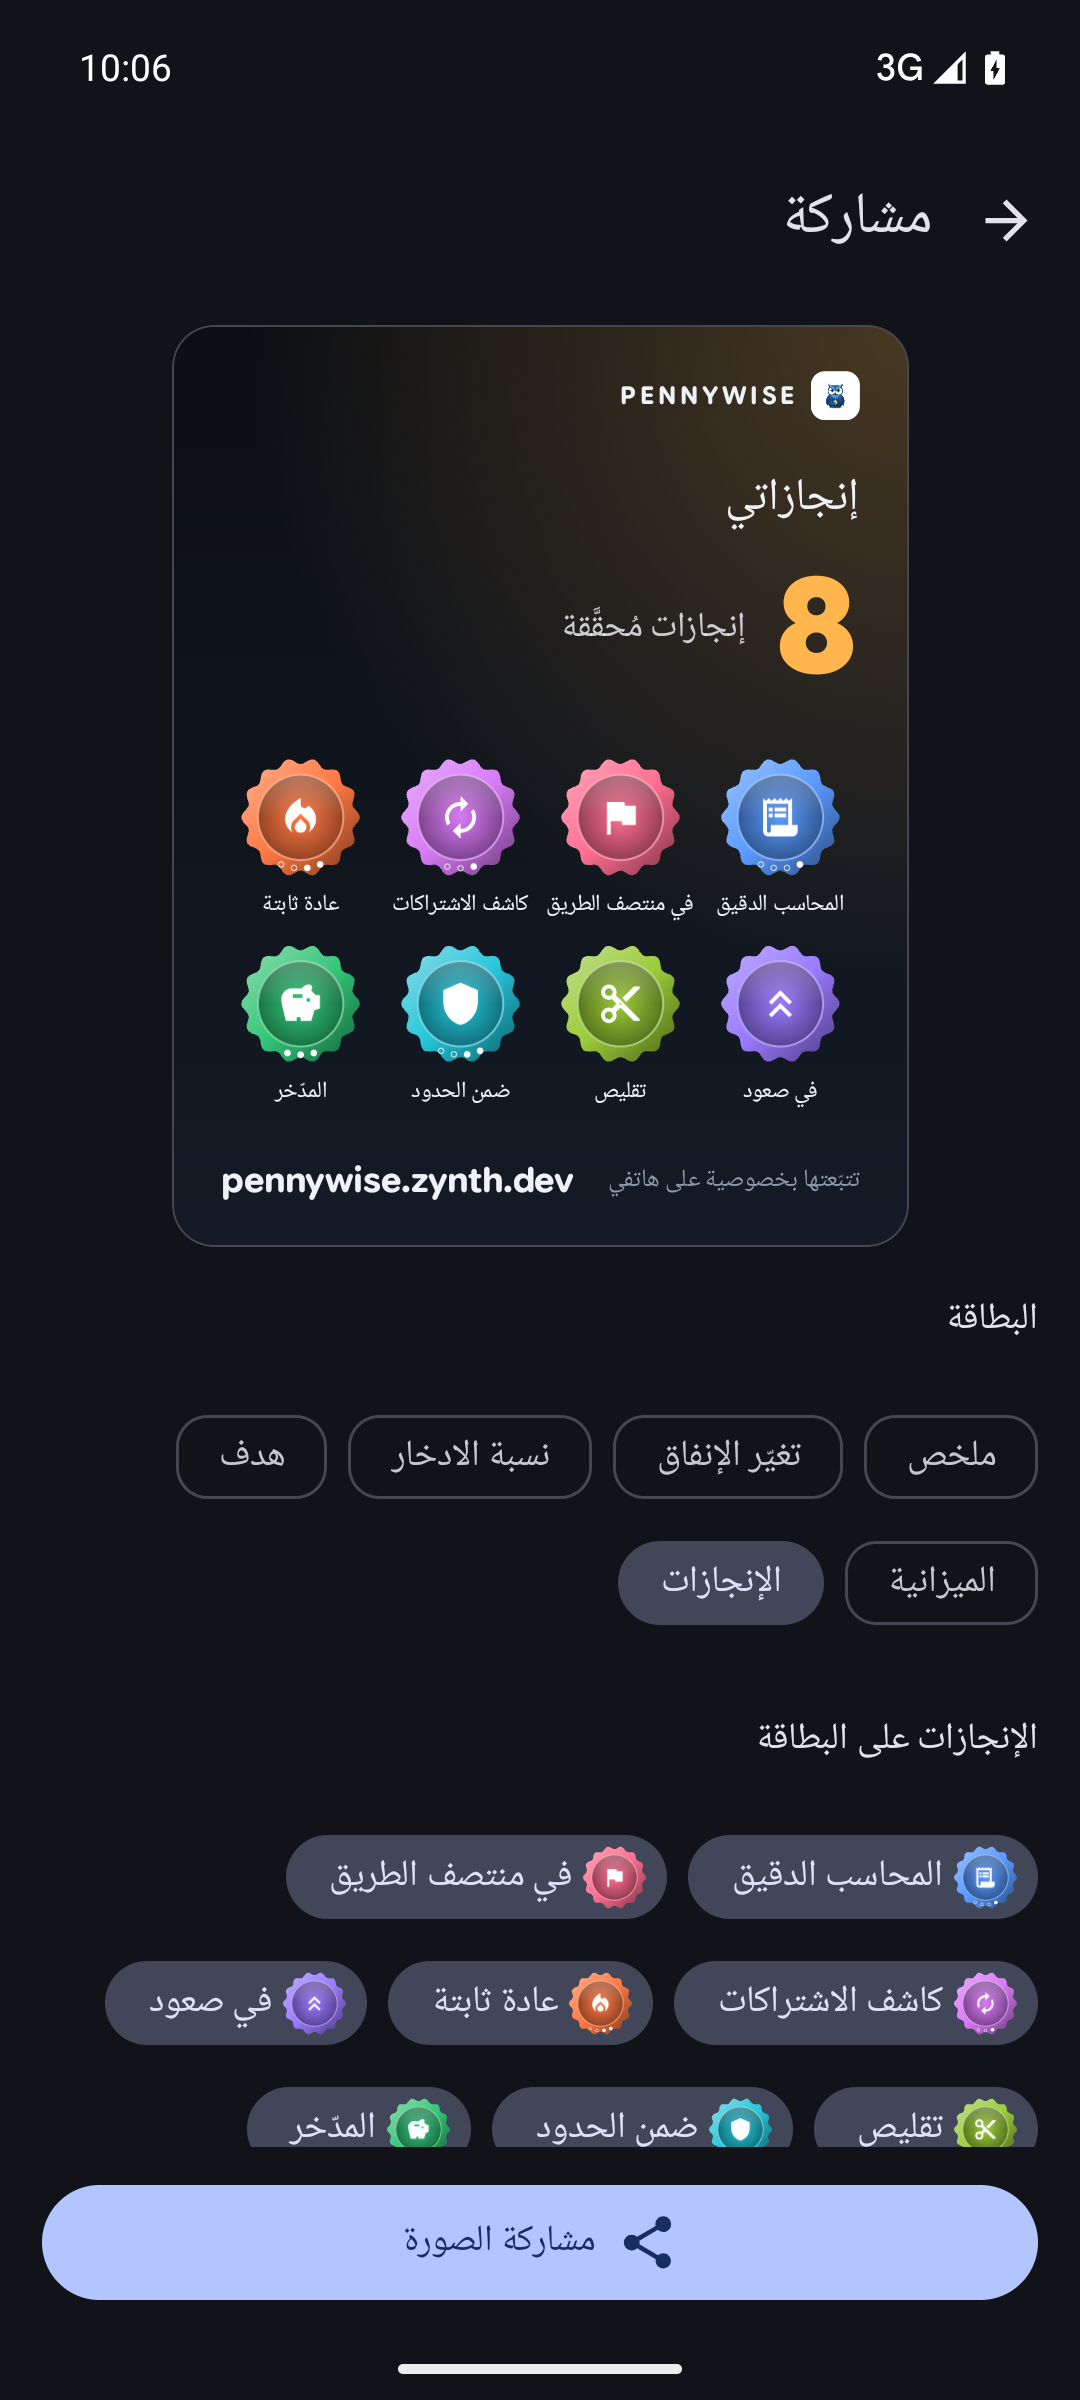 10:06 3G
مشاركة
PENNYWISE
إنجازاتي
8 إنجازات مُحقَّقة
المحاسب الدقيق في منتصف الطريق كاشف الاشتراكات عادة ثابتة
في صعود تقليص ضمن الحدود المدّخر
تتبّعتها بخصوصية على هاتفي pennywise.zynth.dev
البطاقة
ملخص تغيّر الإنفاق نسبة الادخار هدف
الميزانية الإنجازات
الإنجازات على البطاقة
المحاسب الدقيق في منتصف الطريق
كاشف الاشتراكات عادة ثابتة في صعود
تقليص ضمن الحدود المدّخر
مشاركة الصورة